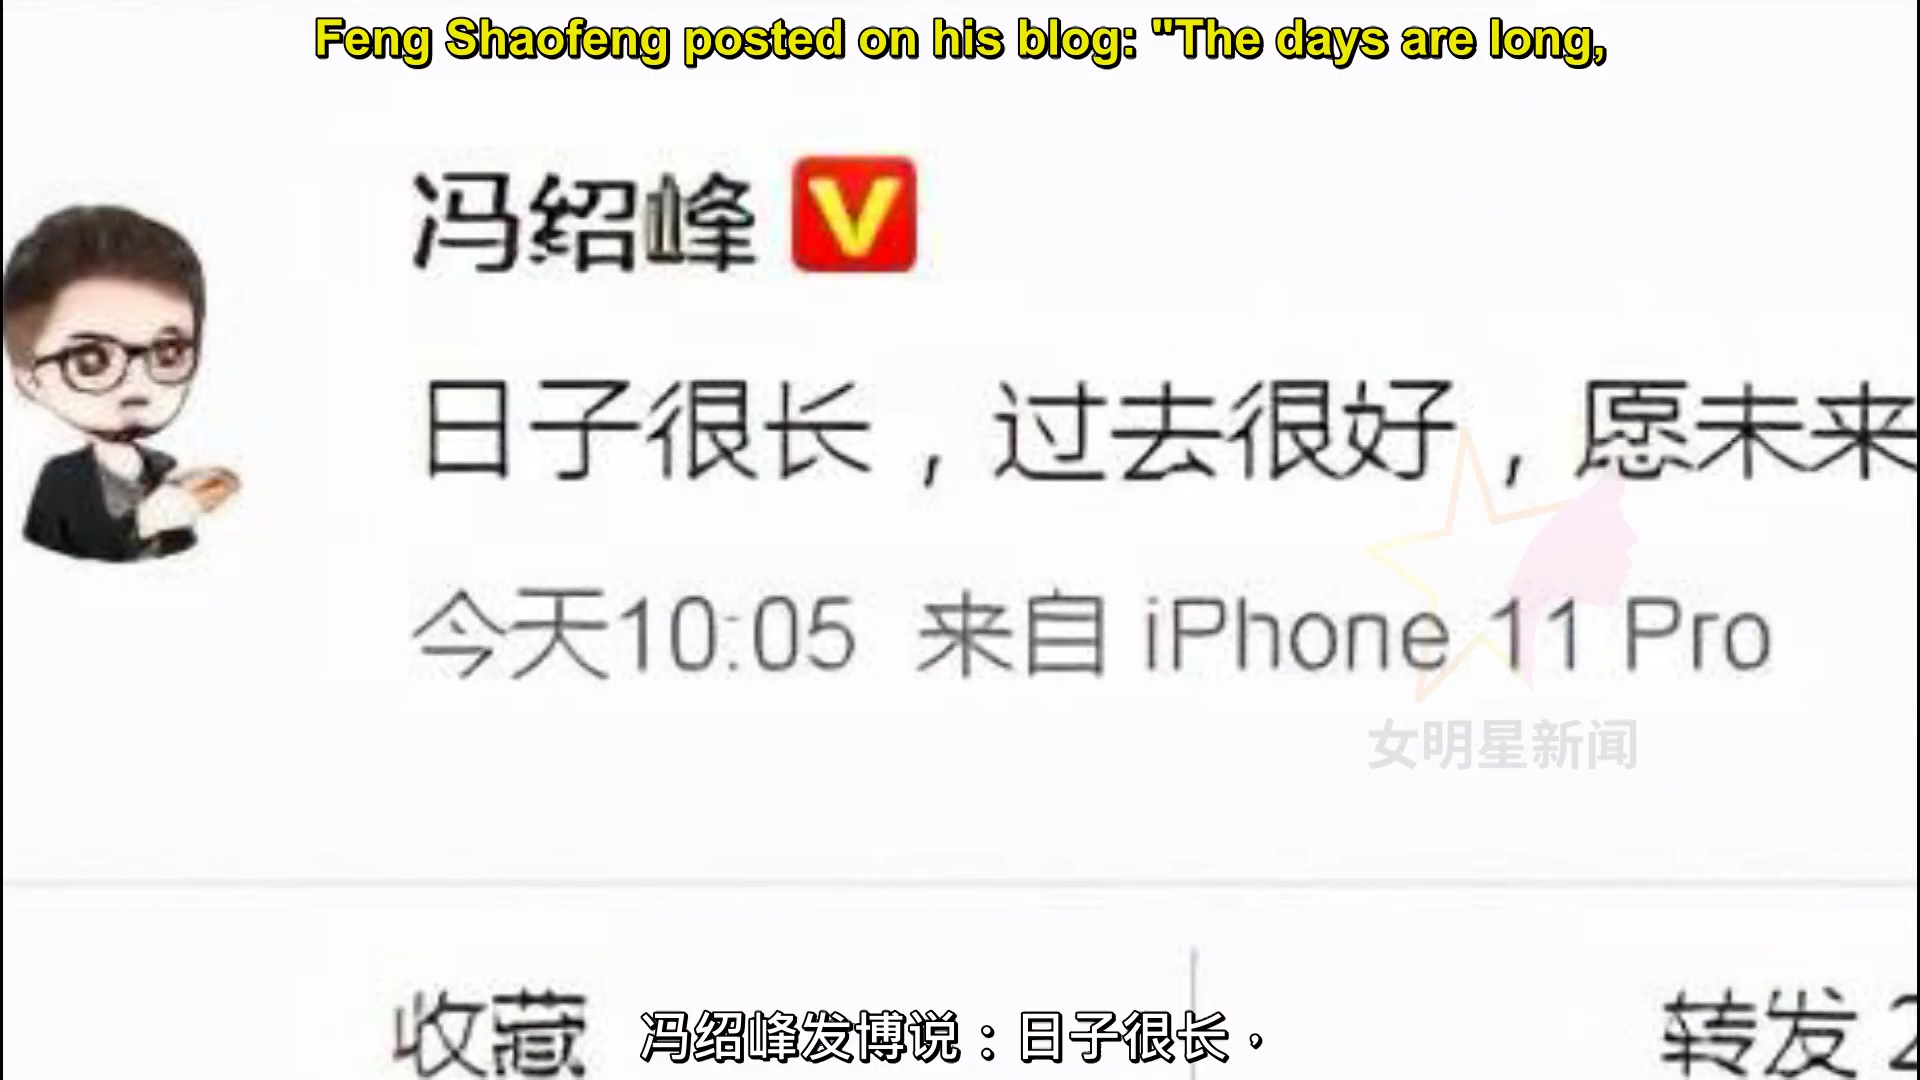 Feng Shaofeng posted on his blog: "The days are long,
冯绍峰 V
日子很长，过去很好，愿未来
今天10:05 来自 iPhone 11 Pro
女明星新闻
收藏
转发 2
冯绍峰发博说：日子很长，